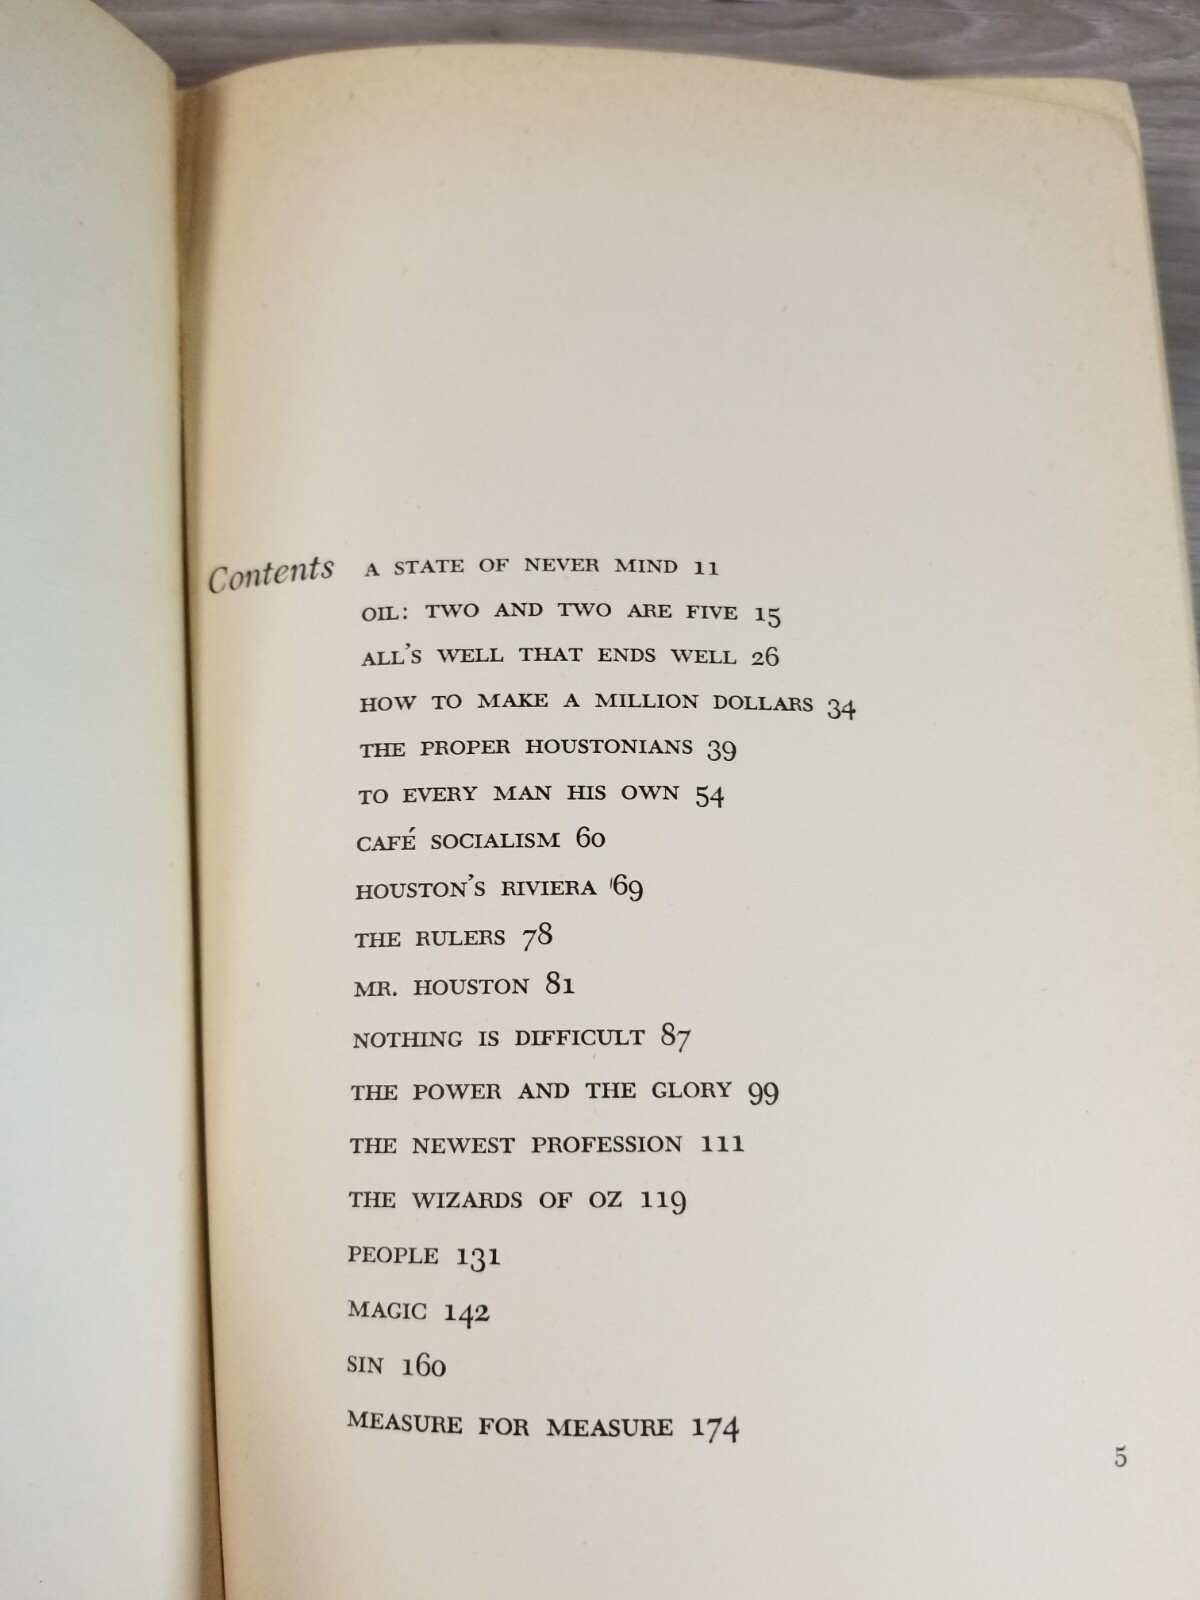 Contents A STATE OF NEVER MIND 11
OIL: TWO AND TWO ARE FIVE 15
ALL'S WELL THAT ENDS WELL 26
HOW TO MAKE A MILLION DOLLARS 34
THE PROPER HOUSTONIANS 39
TO EVERY MAN HIS OWN 54
CAFÉ SOCIALISM 60
HOUSTON'S RIVIERA '69
THE RULERS 78
MR. HOUSTON 81
NOTHING IS DIFFICULT 87
THE POWER AND THE GLORY 99
THE NEWEST PROFESSION 111
THE WIZARDS OF OZ 119
PEOPLE 131
MAGIC 142
SIN 160
MEASURE FOR MEASURE 174
5